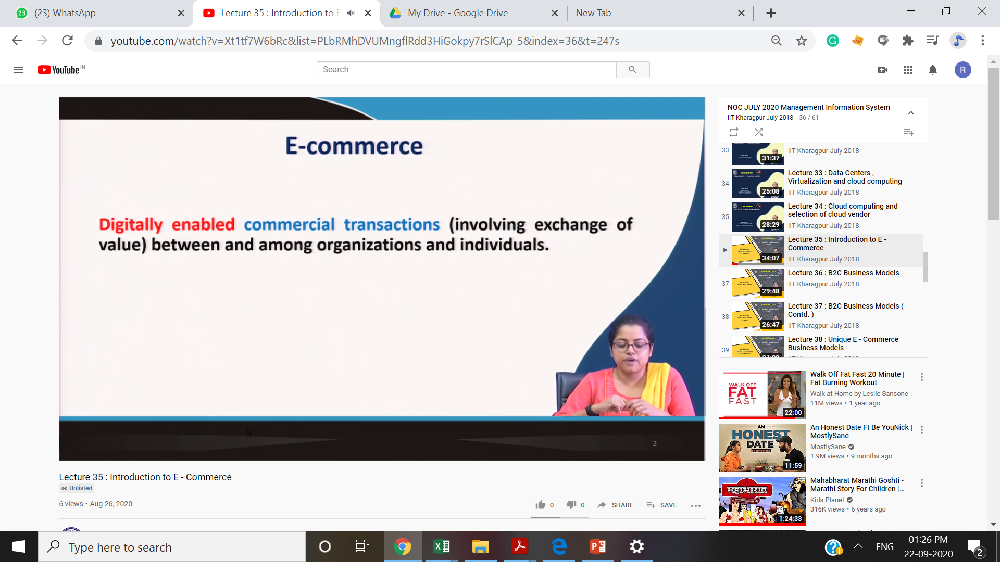 (23) WhatsApp
Lecture 35 : Introduction to E
My Drive - Google Drive
New Tab
youtube.com/watch?v=Xt1tf7W6bRc&list=PLbRMhDVUMngflRdd3HiGokpy7rSlCAp_5&index=36&t=247s
YouTube IN
Search
R
E-commerce
Digitally enabled commercial transactions (involving exchange of
value) between and among organizations and individuals.
2
Lecture 35 : Introduction to E - Commerce
Unlisted
6 views • Aug 26, 2020
0
0
SHARE
SAVE
NOC JULY 2020 Management Information System
IIT Kharagpur July 2018 - 36 / 61
33
31:37
IIT Kharagpur July 2018
34
25:08
Lecture 33 : Data Centers ,
Virtualization and cloud computing
IIT Kharagpur July 2018
35
28:29
Lecture 34 : Cloud computing and
selection of cloud vendor
IIT Kharagpur July 2018
34:07
Lecture 35 : Introduction to E -
Commerce
IIT Kharagpur July 2018
37
29:48
Lecture 36 : B2C Business Models
IIT Kharagpur July 2018
38
26:47
Lecture 37 : B2C Business Models (
Contd. )
IIT Kharagpur July 2018
39
Lecture 38 : Unique E - Commerce
Business Models
WALK OFF
FAT
FAST
22:00
Walk Off Fat Fast 20 Minute |
Fat Burning Workout
Walk at Home by Leslie Sansone
11M views • 1 year ago
AN
HONEST
DATE
FT. BE YOUNICK
11:59
An Honest Date Ft Be YouNick |
MostlySane
MostlySane
1.9M views • 9 months ago
महाभारत
1:24:33
Mahabharat Marathi Goshti -
Marathi Story For Children |...
Kids Planet
316K views • 6 years ago
Type here to search
ENG
01:26 PM
22-09-2020
2